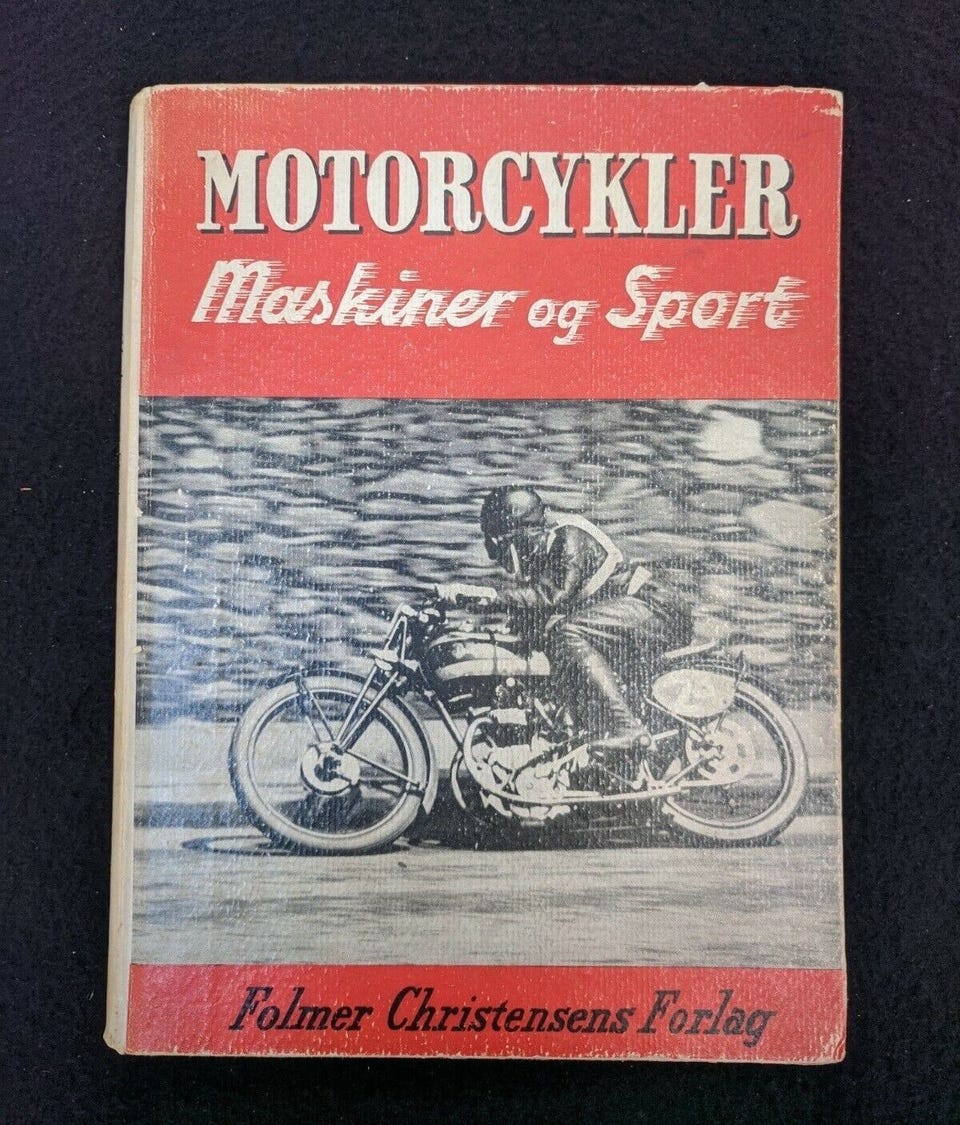 MOTORCYKLER
Maskiner og Sport
Folmer Christensens Forlag